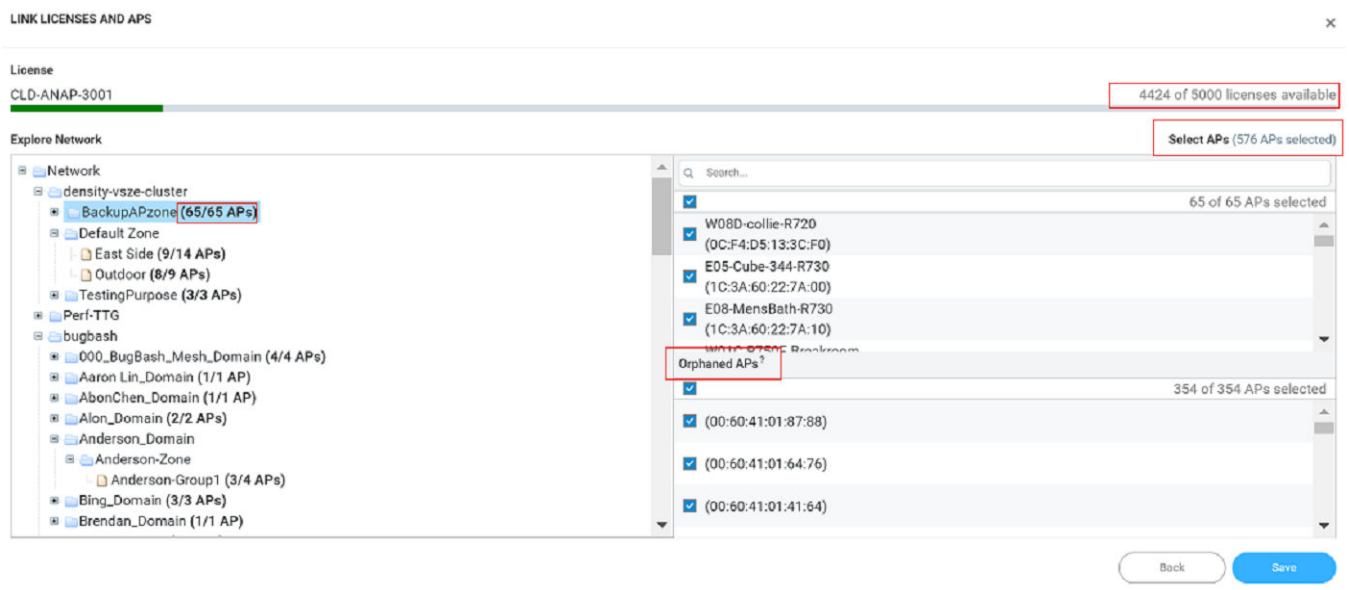 LINK LICENSES AND APS
×
License
CLD-ANAP-3001
4424 of 5000 licenses available
Explore Network
Select APs (576 APs selected)
Network
density-vsze-cluster
BackupAPzone (65/65 APs)
Default Zone
East Side (9/14 APs)
Outdoor (8/9 APs)
TestingPurpose (3/3 APs)
Perf-TTG
bugbash
000_BugBash_Mesh_Domain (4/4 APs)
Aaron Lin_Domain (1/1 AP)
AbonChen_Domain (1/1 AP)
Alon_Domain (2/2 APs)
Anderson_Domain
Anderson-Zone
Anderson-Group1 (3/4 APs)
Bing_Domain (3/3 APs)
Brendan_Domain (1/1 AP)
Search...
65 of 65 APs selected
W08D-collie-R720
(0C:F4:D5:13:3C:F0)
E05-Cube-344-R730
(1C:3A:60:22:7A:00)
E08-MensBath-R730
(1C:3A:60:22:7A:10)
Breakroom
Orphaned APs?
354 of 354 APs selected
(00:60:41:01:87:88)
(00:60:41:01:64:76)
(00:60:41:01:41:64)
Back
Save